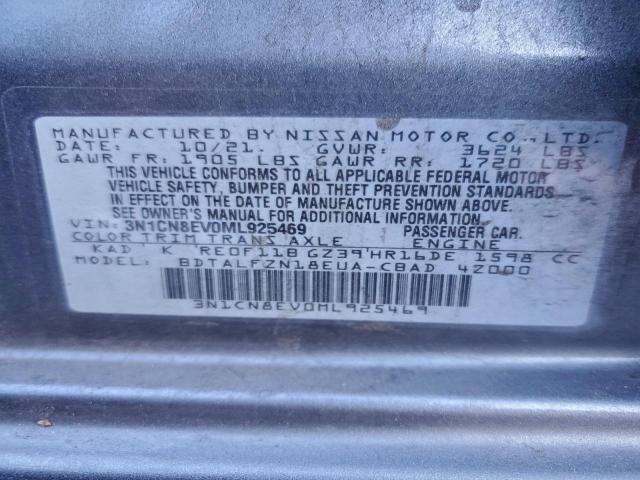 MANUFACTURED BY NISSAN MOTOR CO., LTD.
DATE: 10/21. GVWR: 3624 LBS
GAWR FR: 1905 LBS GAWR RR: 1720 LBS
THIS VEHICLE CONFORMS TO ALL APPLICABLE FEDERAL MOTOR
VEHICLE SAFETY, BUMPER AND THEFT PREVENTION STANDARDS
IN EFFECT ON THE DATE OF MANUFACTURE SHOWN ABOVE.
SEE OWNER'S MANUAL FOR ADDITIONAL INFORMATION.
VIN: 3N1CN8EV0ML925469 PASSENGER CAR.
COLOR TRIM TRANS AXLE ENGINE
KAD K 'RE0F11B GZ39'HR16DE 1598 CC
MODEL: BDTALFZN18EUA-CBAD 4Z000
3N1CN8EV0ML925469